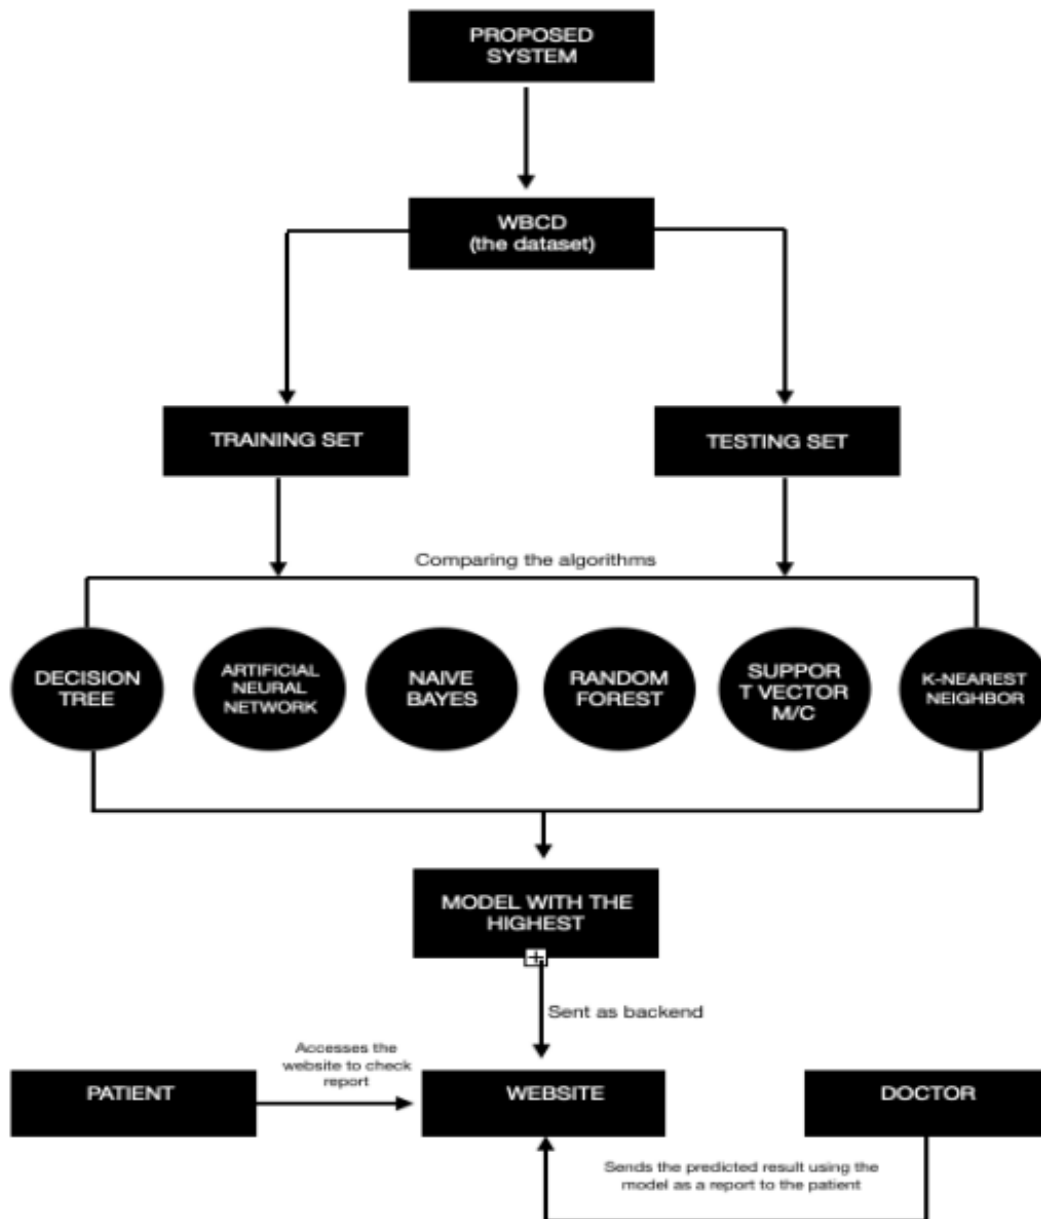 PROPOSED
SYSTEM
WBCD
(the dataset)
TRAINING SET
TESTING SET
Comparing the algorithms
DECISION
TREE
ARTIFICIAL
NEURAL
NETWORK
NAIVE
BAYES
RANDOM
FOREST
SUPPOR
T VECTOR
M/C
K-NEAREST
NEIGHBOR
MODEL WITH THE
HIGHEST
Sent as backend
Accesses the
website to check
report
PATIENT
WEBSITE
DOCTOR
Sends the predicted result using the
model as a report to the patient